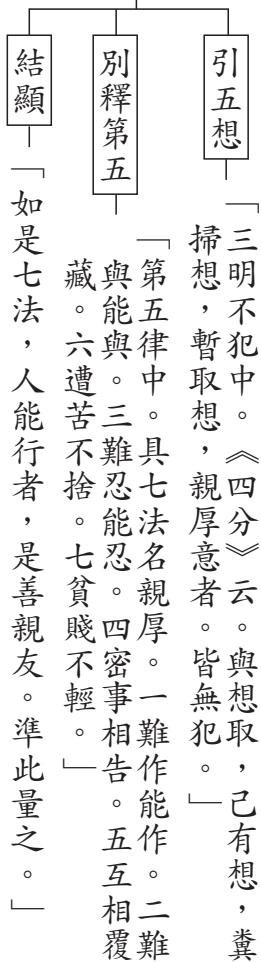 引五想
「三明不犯中。《四分》云。與想取，己有想，糞
掃想，暫取想，親厚意者。皆無犯。」
別釋第五
「第五律中。具七法名親厚。一難作能作。二難
與能與。三難忍能忍。四密事相告。五互相覆
藏。六遭苦不捨。七貧賤不輕。」
結顯
「如是七法，人能行者，是善親友。準此量之。」